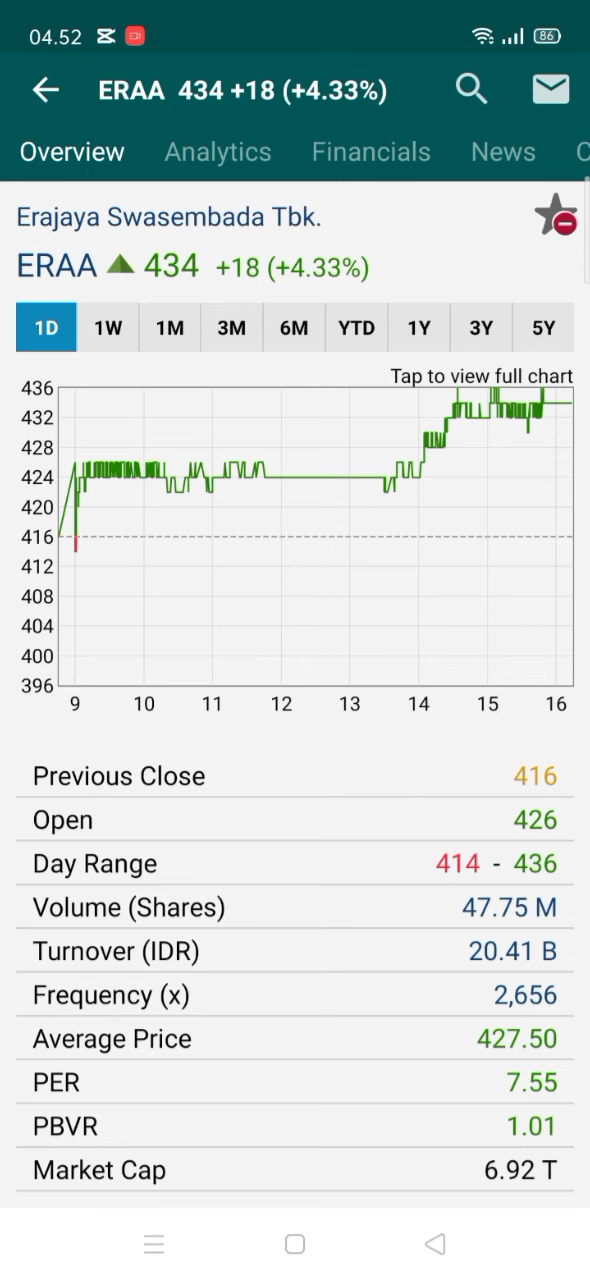 04.52
86
ERAA 434 +18 (+4.33%)
Overview Analytics Financials News C
Erajaya Swasembada Tbk.
ERAA 434 +18 (+4.33%)
1D 1W 1M 3M 6M YTD 1Y 3Y 5Y
Tap to view full chart
436
432
428
424
420
416
412
408
404
400
396
9 10 11 12 13 14 15 16
Previous Close 416
Open 426
Day Range 414 - 436
Volume (Shares) 47.75 M
Turnover (IDR) 20.41 B
Frequency (x) 2,656
Average Price 427.50
PER 7.55
PBVR 1.01
Market Cap 6.92 T